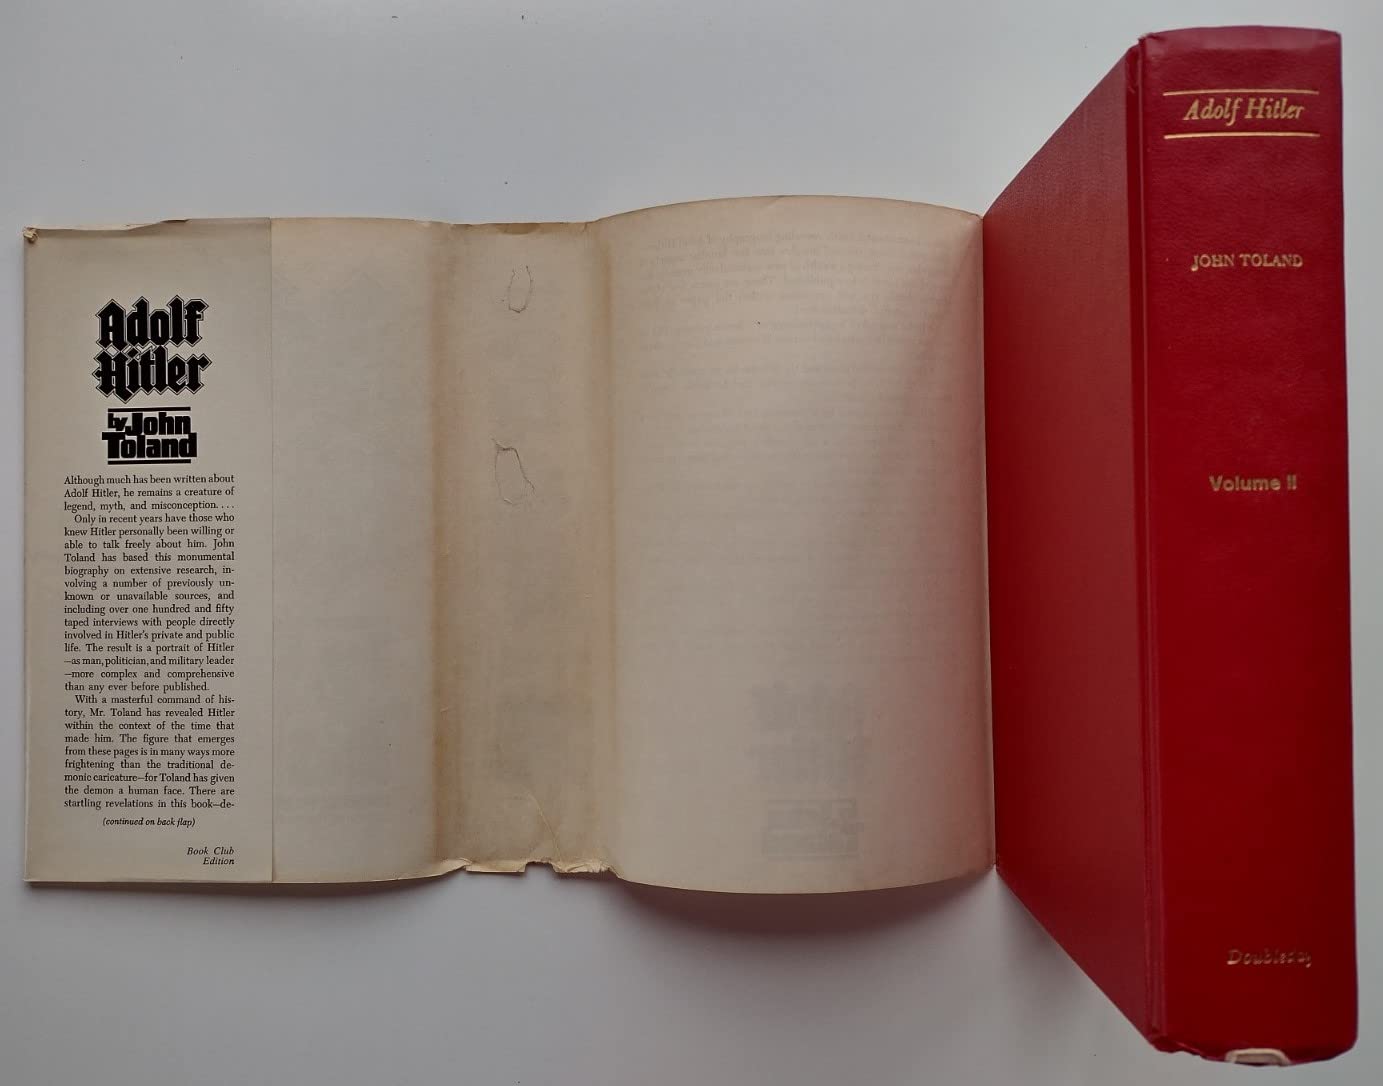 Adolf
Hitler
by John
Toland
Although much has been written about
Adolf Hitler, he remains a creature of
legend, myth, and misconception. . . .
Only in recent years have those who
knew Hitler personally been willing or
able to talk freely about him. John
Toland has based this monumental
biography on extensive research, in-
volving a number of previously un-
known or unavailable sources, and
including over one hundred and fifty
taped interviews with people directly
involved in Hitler's private and public
life. The result is a portrait of Hitler
—as man, politician, and military leader
—more complex and comprehensive
than any ever before published.
With a masterful command of his-
tory, Mr. Toland has revealed Hitler
within the context of the time that
made him. The figure that emerges
from these pages is in many ways more
frightening than the traditional de-
monic caricature—for Toland has given
the demon a human face. There are
startling revelations in this book—de-
(continued on back flap)
Book Club
Edition
Adolf Hitler
JOHN TOLAND
Volume II
Doubleday